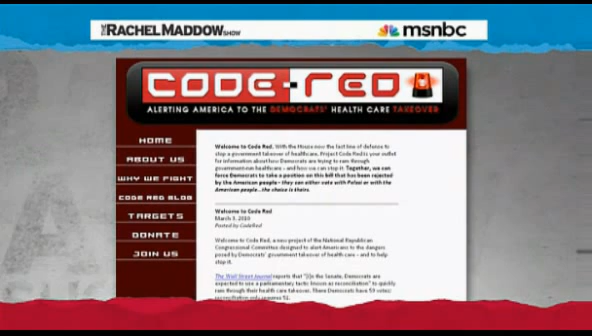 THE RACHEL MADDOW SHOW
msnbc
CODE-RED
ALERTING AMERICA TO THE DEMOCRATS' HEALTH CARE TAKEOVER
HOME
ABOUT US
WHY WE FIGHT
CODE RED BLOG
TARGETS
DONATE
JOIN US
Welcome to Code Red. With the House now the last line of defense to
stop a government takeover of healthcare, Project Code Red is your outlet
for information about how Democrats are trying to ram through
government-run healthcare - and how we can stop it. Together, we can
force Democrats to take a position on this bill that has been rejected
by the American people- they can either vote with Pelosi or with the
American people...the choice is theirs.
Welcome to Code Red
March 3, 2010
Posted by CodeRed
Welcome to Code Red, a new project of the National Republican
Congressional Committee designed to alert Americans to the dangers
posed by Democrats' government takeover of health care - and to help
stop it.
The Wall Street Journal reports that "[i]n the Senate, Democrats are
expected to use a parliamentary tactic known as reconciliation" to quickly
ram through their health care takeover. There Democrats have 59 votes;
reconciliation only requires 51.